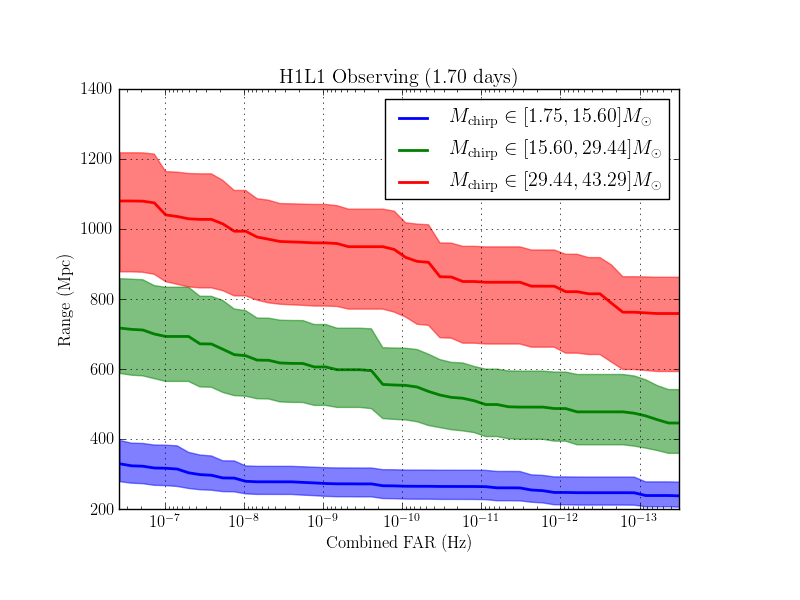 H1L1 Observing (1.70 days)
M_chirp ∈ [1.75, 15.60]M_⊙
M_chirp ∈ [15.60, 29.44]M_⊙
M_chirp ∈ [29.44, 43.29]M_⊙
Range (Mpc)
1400
1200
1000
800
600
400
200
10^−7 10^−8 10^−9 10^−10 10^−11 10^−12 10^−13
Combined FAR (Hz)